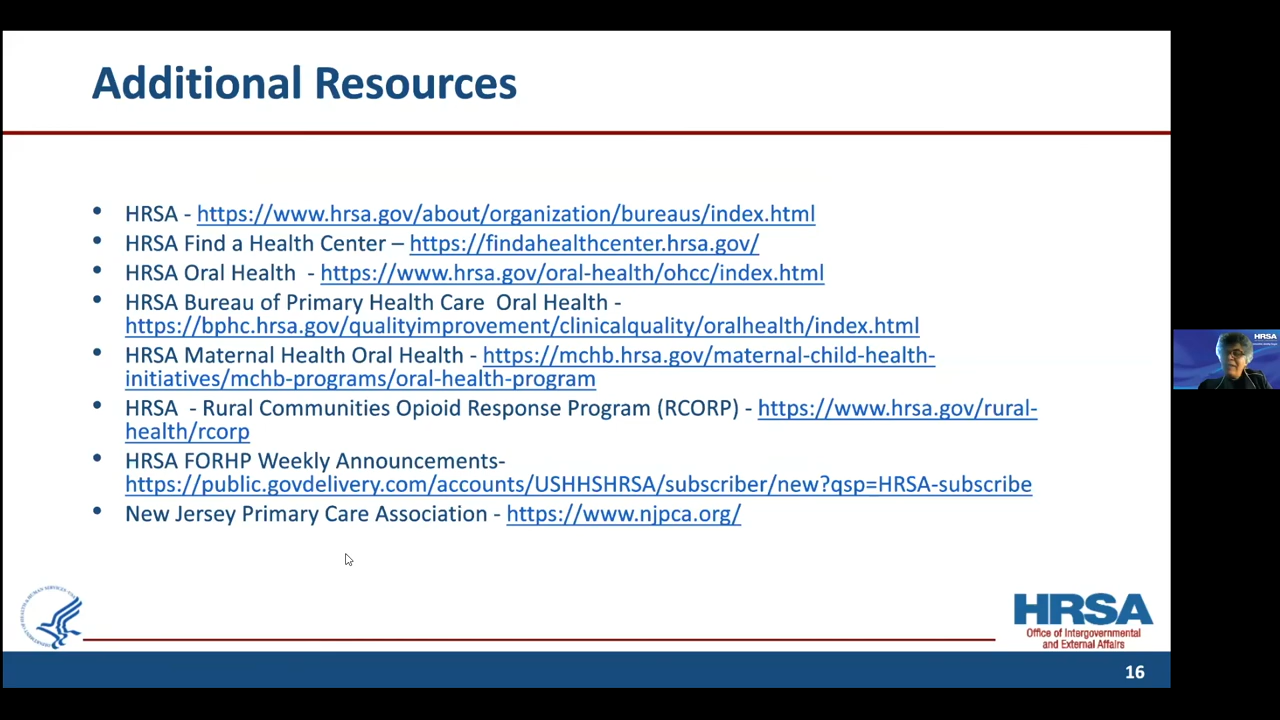 Additional Resources
• HRSA - https://www.hrsa.gov/about/organization/bureaus/index.html
• HRSA Find a Health Center – https://findahealthcenter.hrsa.gov/
• HRSA Oral Health - https://www.hrsa.gov/oral-health/ohcc/index.html
• HRSA Bureau of Primary Health Care Oral Health -
https://bphc.hrsa.gov/qualityimprovement/clinicalquality/oralhealth/index.html
• HRSA Maternal Health Oral Health - https://mchb.hrsa.gov/maternal-child-health-
initiatives/mchb-programs/oral-health-program
• HRSA - Rural Communities Opioid Response Program (RCORP) - https://www.hrsa.gov/rural-
health/rcorp
• HRSA FORHP Weekly Announcements-
https://public.govdelivery.com/accounts/USHHSHRSA/subscriber/new?qsp=HRSA-subscribe
• New Jersey Primary Care Association - https://www.njpca.org/
HRSA
Office of Intergovernmental
and External Affairs
16
HRSA